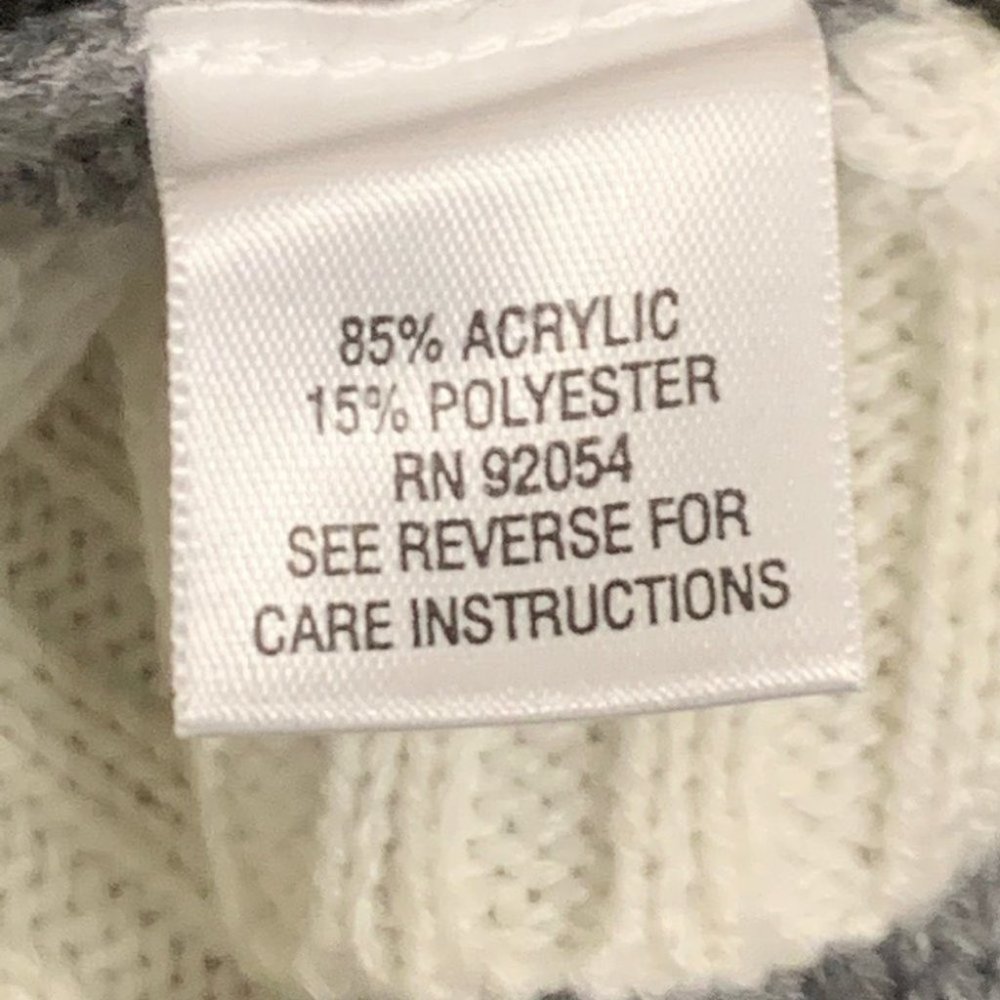 85% ACRYLIC
15% POLYESTER
RN 92054
SEE REVERSE FOR
CARE INSTRUCTIONS